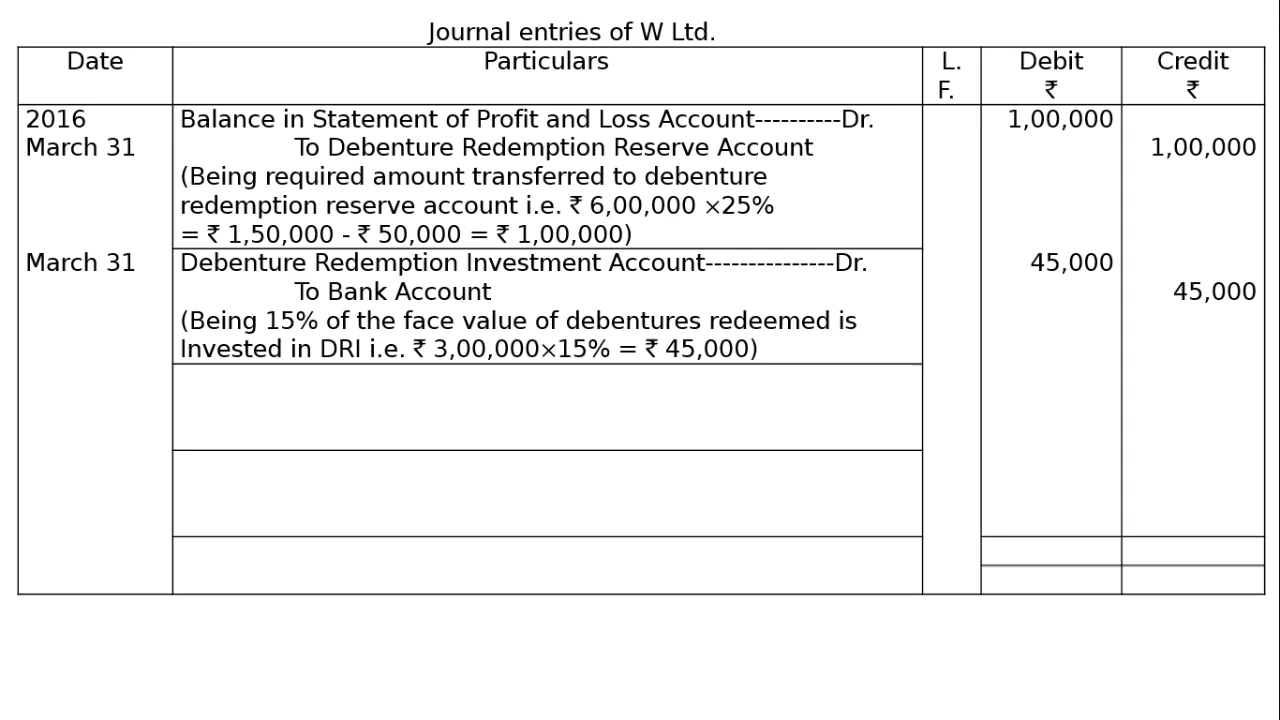 Journal entries of W Ltd.
Date Particulars L. Debit Credit
F. ₹ ₹
2016 Balance in Statement of Profit and Loss Account----------Dr. 1,00,000
March 31 To Debenture Redemption Reserve Account 1,00,000
(Being required amount transferred to debenture
redemption reserve account i.e. ₹ 6,00,000 ×25%
= ₹ 1,50,000 - ₹ 50,000 = ₹ 1,00,000)
March 31 Debenture Redemption Investment Account---------------Dr. 45,000
To Bank Account 45,000
(Being 15% of the face value of debentures redeemed is
Invested in DRI i.e. ₹ 3,00,000×15% = ₹ 45,000)